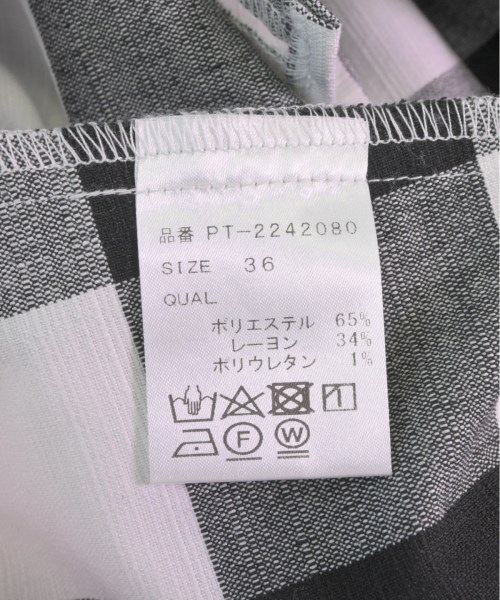 品番 PT-2242080
SIZE 36
QUAL
ポリエステル 65%
レーヨン 34%
ポリウレタン 1%
F W